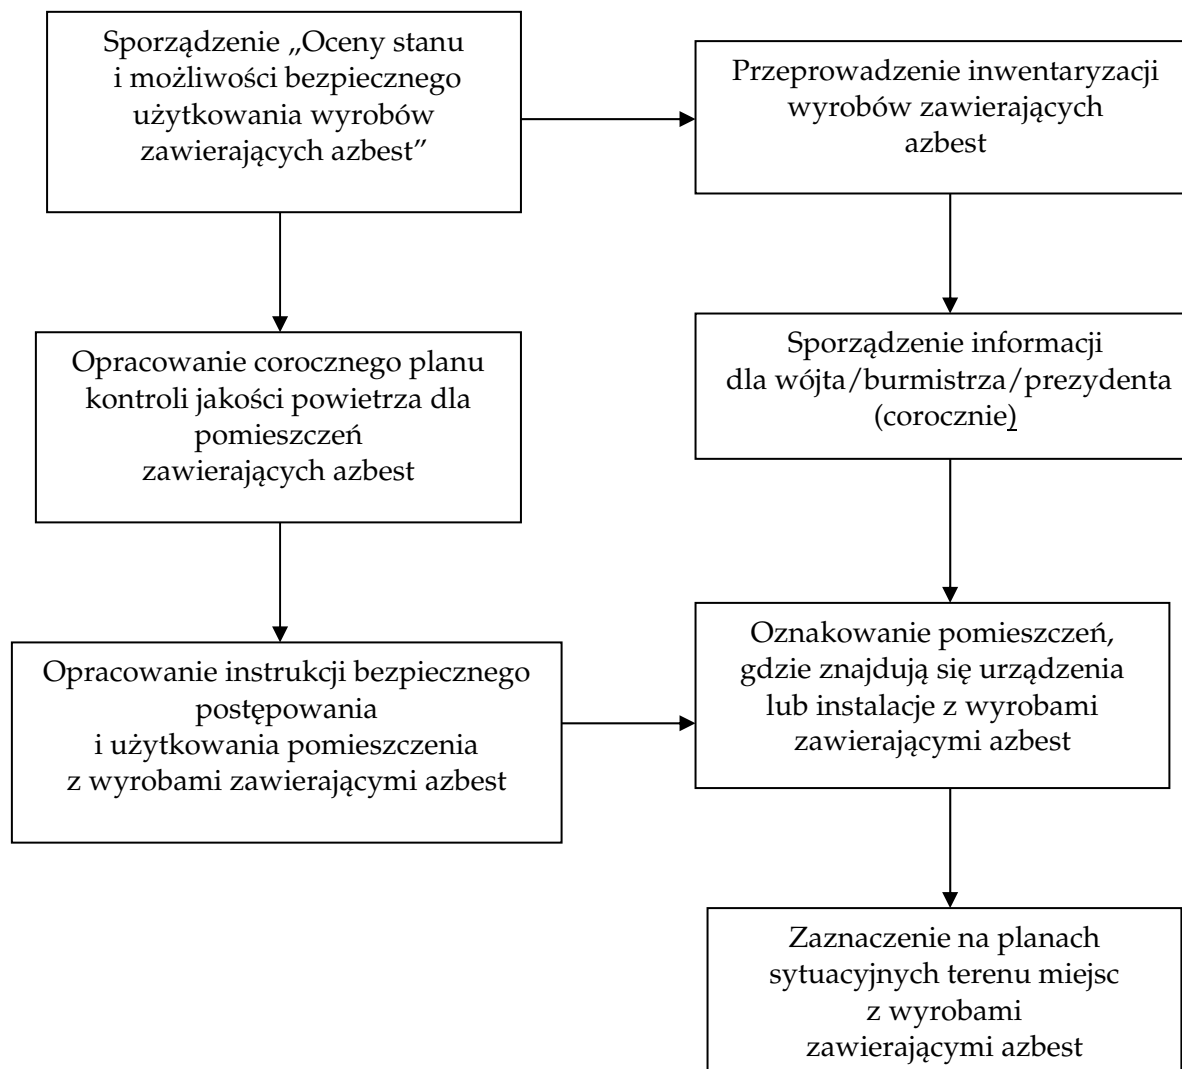 Sporządzenie „Oceny stanu
i możliwości bezpiecznego
użytkowania wyrobów
zawierających azbest”
Przeprowadzenie inwentaryzacji
wyrobów zawierających
azbest
Opracowanie corocznego planu
kontroli jakości powietrza dla
pomieszczeń
zawierających azbest
Sporządzenie informacji
dla wójta/burmistrza/prezydenta
(corocznie)
Opracowanie instrukcji bezpiecznego
postępowania
i użytkowania pomieszczenia
z wyrobami zawierającymi azbest
Oznakowanie pomieszczeń,
gdzie znajdują się urządzenia
lub instalacje z wyrobami
zawierającymi azbest
Zaznaczenie na planach
sytuacyjnych terenu miejsc
z wyrobami
zawierającymi azbest